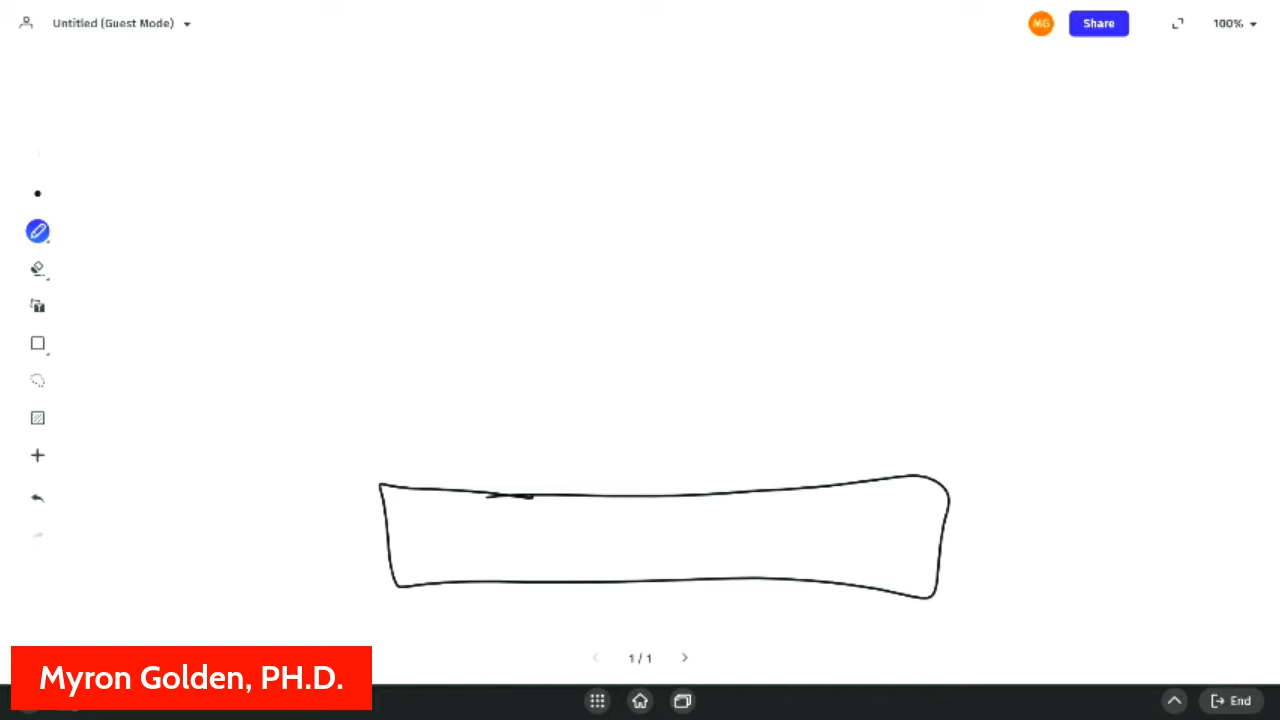 Untitled (Guest Mode)
MG
Share
100%
1/1
Myron Golden, PH.D.
End